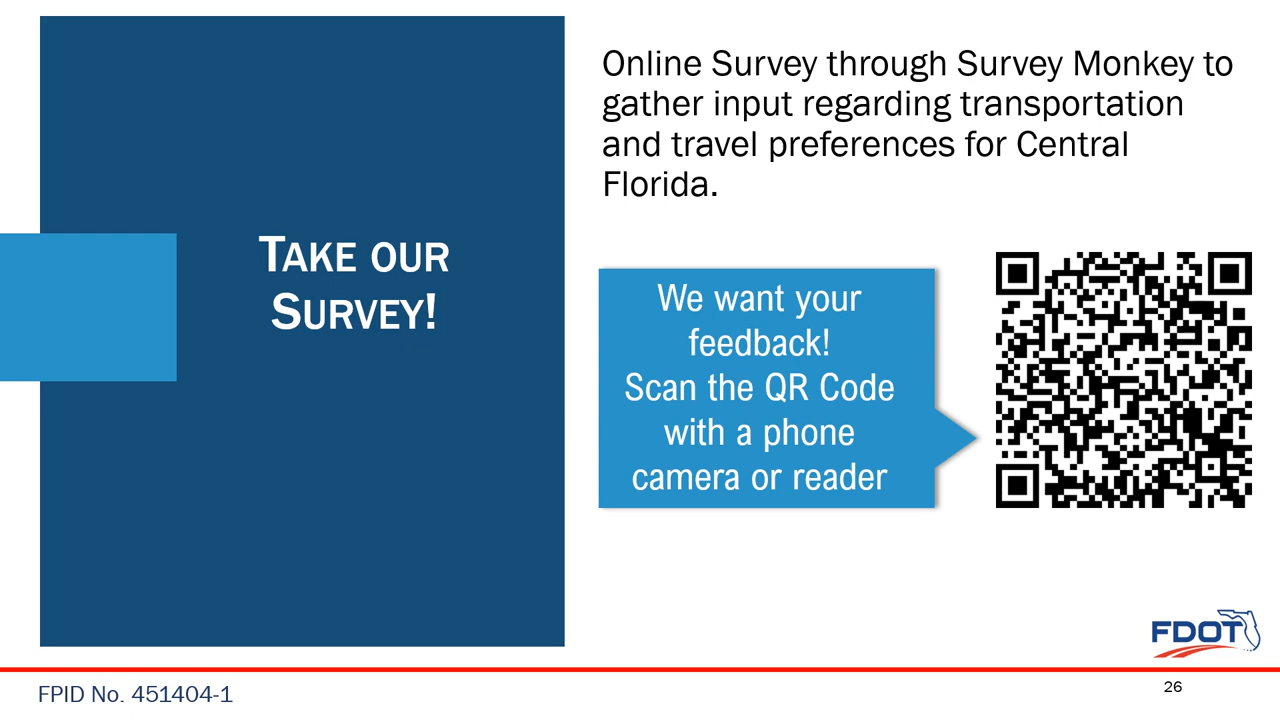 TAKE OUR
SURVEY!
Online Survey through Survey Monkey to
gather input regarding transportation
and travel preferences for Central
Florida.
We want your
feedback!
Scan the QR Code
with a phone
camera or reader
FDOT
FPID No. 451404-1
26